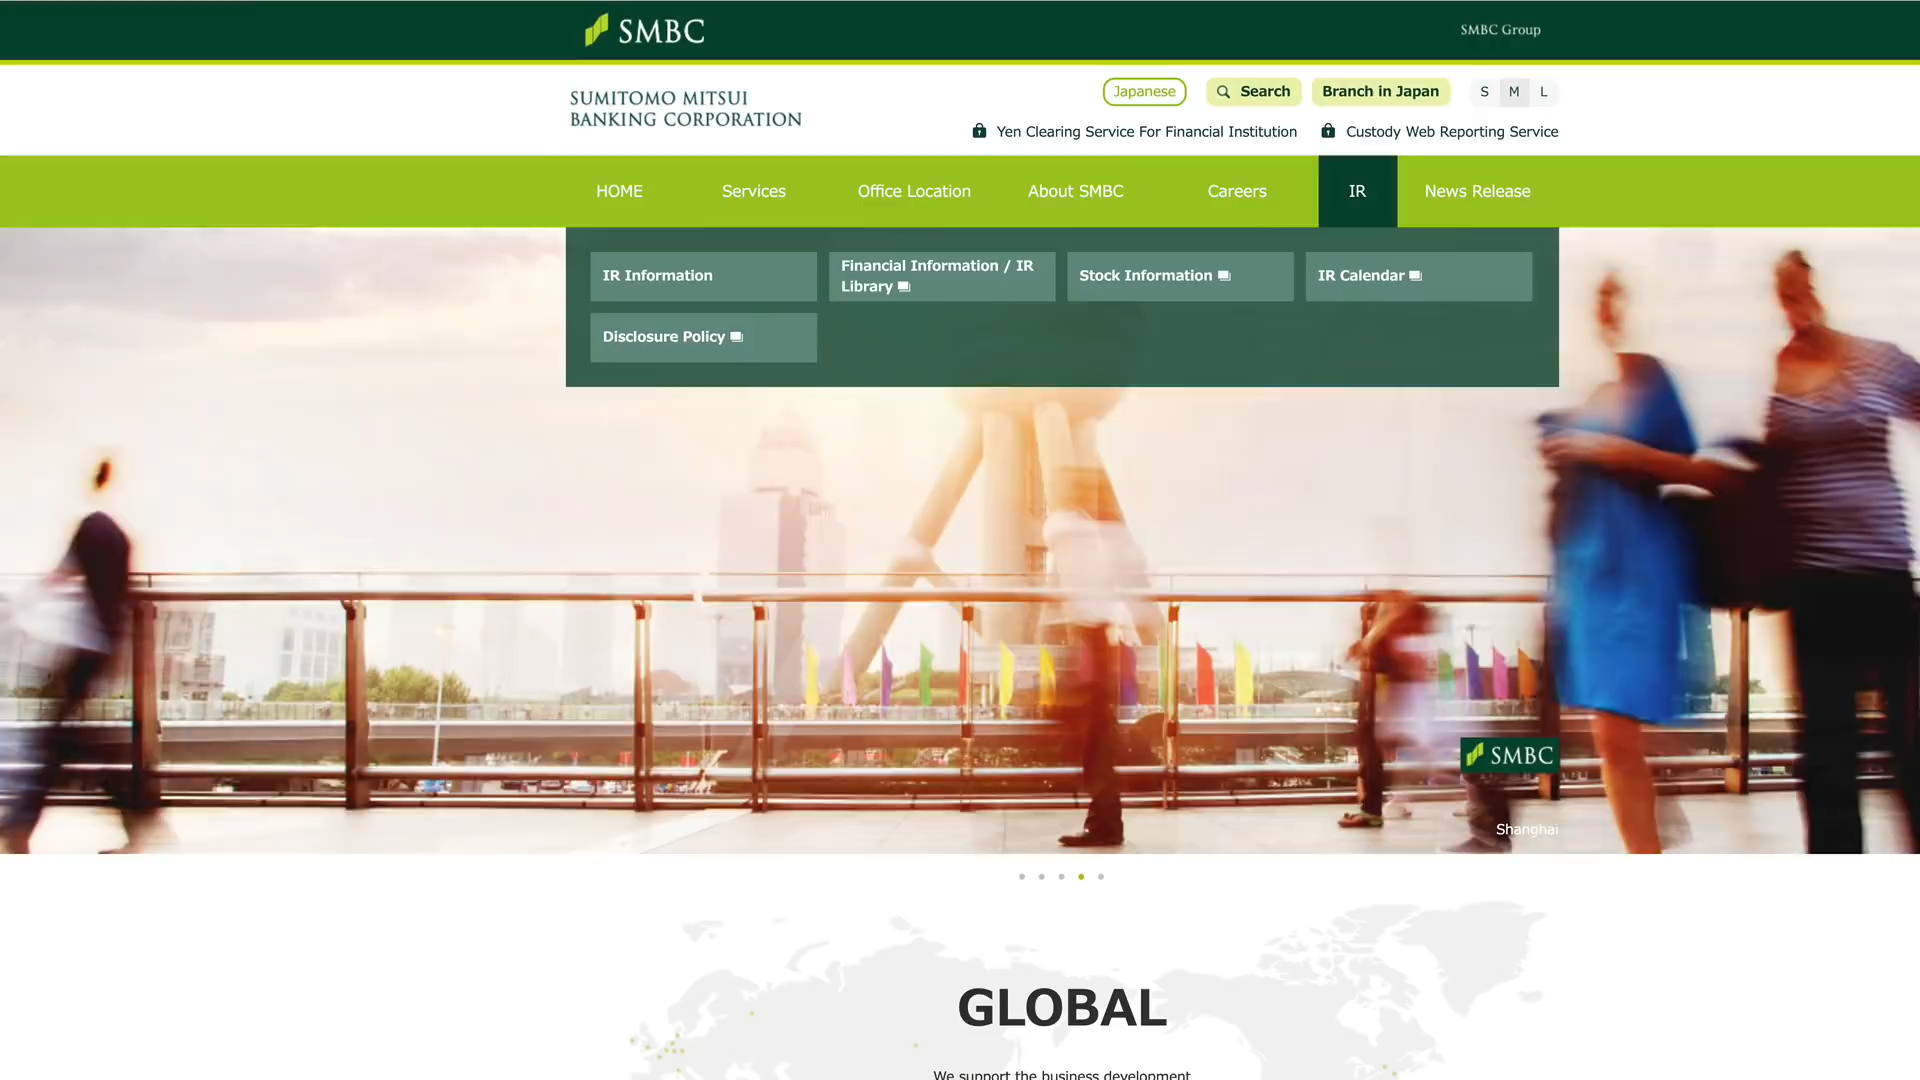 SMBC
SMBC Group
SUMITOMO MITSUI
BANKING CORPORATION
Japanese
Search
Branch in Japan
S M L
Yen Clearing Service For Financial Institution
Custody Web Reporting Service
HOME
Services
Office Location
About SMBC
Careers
IR
News Release
IR Information
Financial Information / IR
Library
Stock Information
IR Calendar
Disclosure Policy
SMBC
Shanghai
GLOBAL
We support the business development